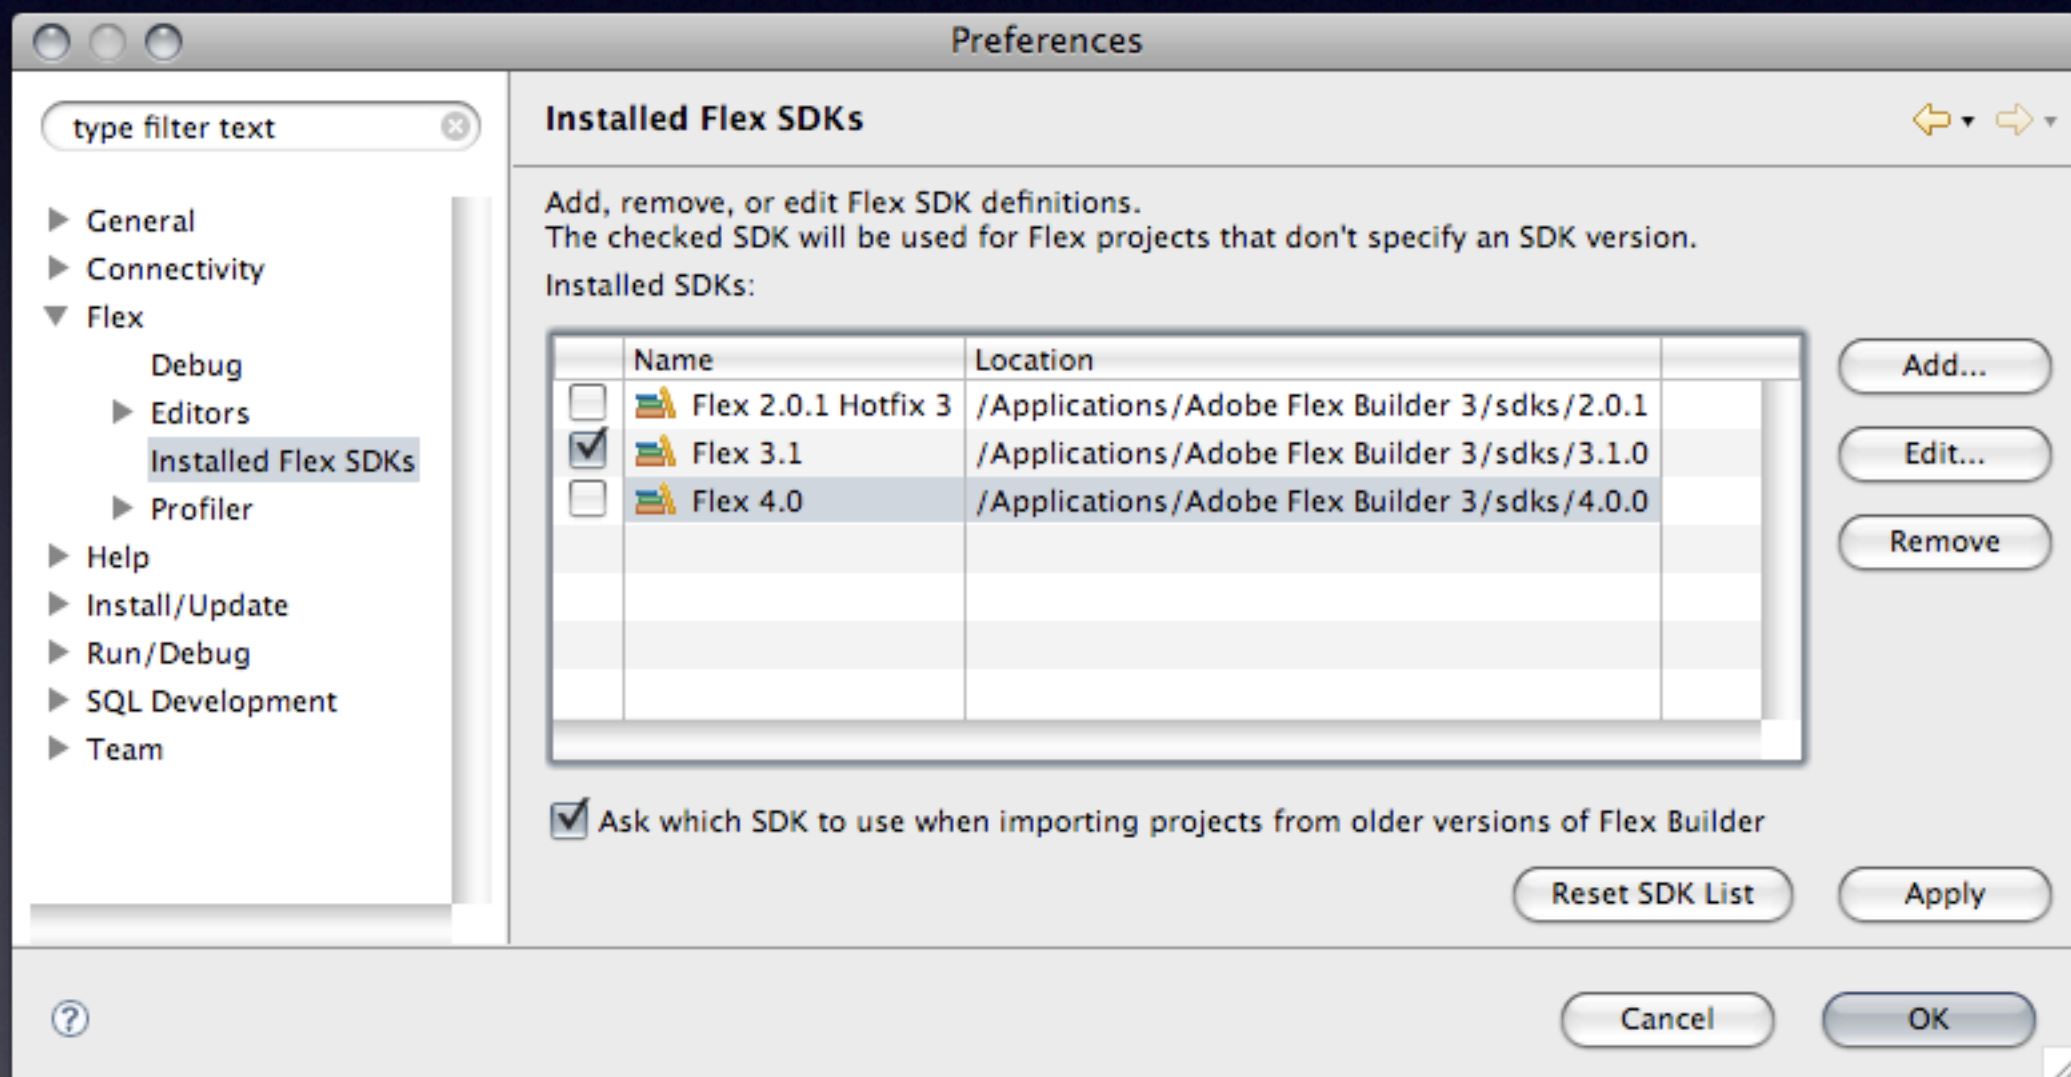 Preferences
type filter text
General
Connectivity
Flex
Debug
Editors
Installed Flex SDKs
Profiler
Help
Install/Update
Run/Debug
SQL Development
Team
Installed Flex SDKs
Add, remove, or edit Flex SDK definitions.
The checked SDK will be used for Flex projects that don't specify an SDK version.
Installed SDKs:
Name Location
Flex 2.0.1 Hotfix 3 /Applications/Adobe Flex Builder 3/sdks/2.0.1
Flex 3.1 /Applications/Adobe Flex Builder 3/sdks/3.1.0
Flex 4.0 /Applications/Adobe Flex Builder 3/sdks/4.0.0
Add...
Edit...
Remove
Ask which SDK to use when importing projects from older versions of Flex Builder
Reset SDK List Apply
? Cancel OK